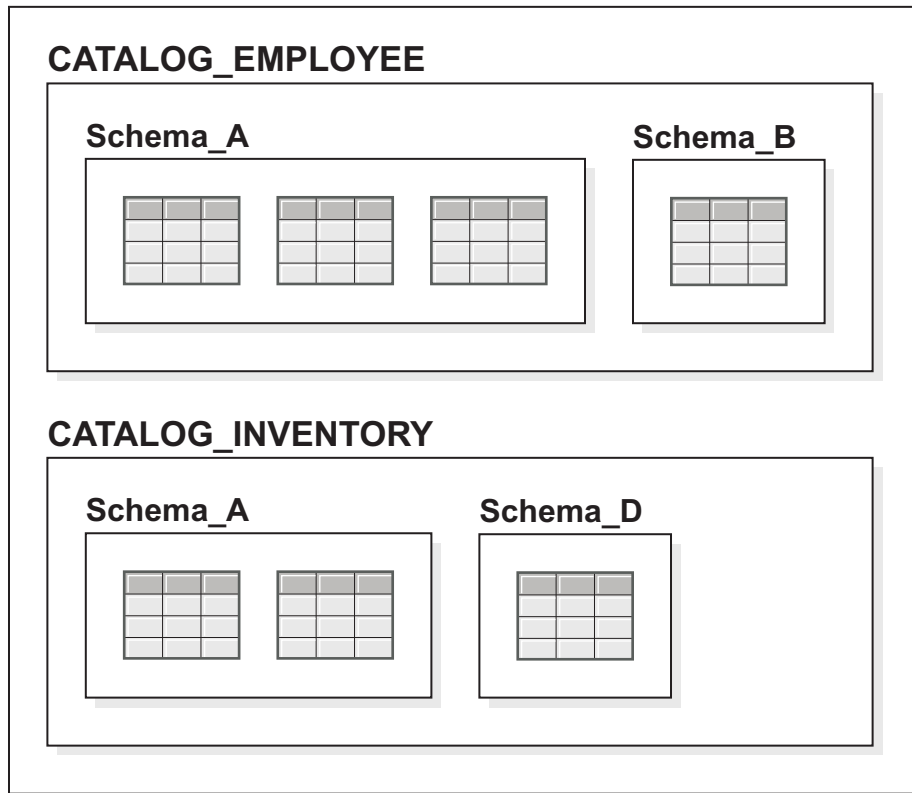 CATALOG_EMPLOYEE
Schema_A
Schema_B
CATALOG_INVENTORY
Schema_A
Schema_D